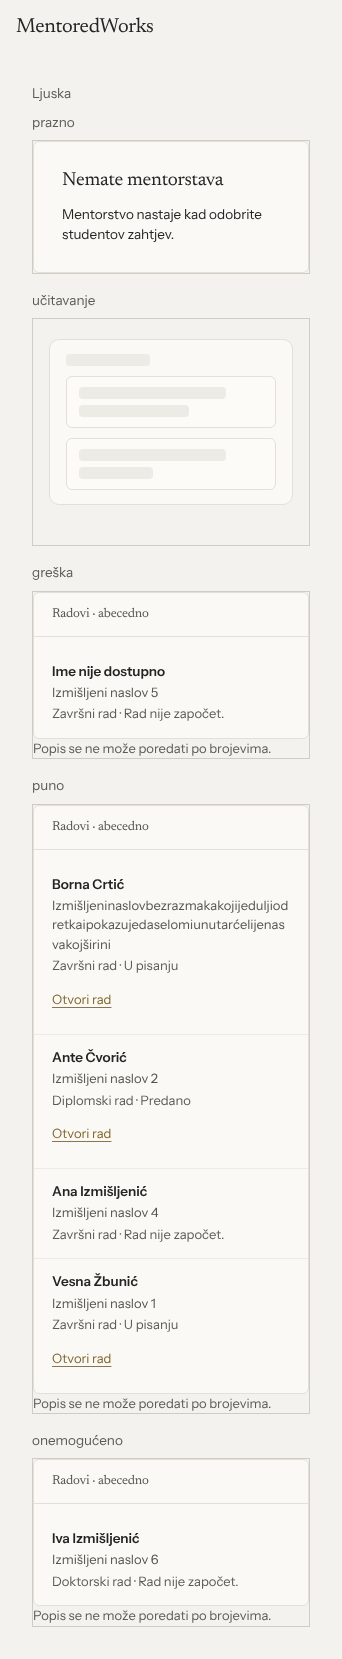 MentoredWorks
Ljuska
prazno
Nemate mentorstava
Mentorstvo nastaje kad odobrite
studentov zahtjev.
učitavanje
greška
Radovi · abecedno
Ime nije dostupno
Izmišljeni naslov 5
Završni rad · Rad nije započet.
Popis se ne može poredati po brojevima.
puno
Radovi · abecedno
Borna Crtić
Izmišljeninaslovbezrazmakakojijeduljiod
retkaipokazujedaselomiunutarćelijenas
vakojširini
Završni rad · U pisanju
Otvori rad
Ante Čvorić
Izmišljeni naslov 2
Diplomski rad · Predano
Otvori rad
Ana Izmišljenić
Izmišljeni naslov 4
Završni rad · Rad nije započet.
Vesna Žbunić
Izmišljeni naslov 1
Završni rad · U pisanju
Otvori rad
Popis se ne može poredati po brojevima.
onemogućeno
Radovi · abecedno
Iva Izmišljenić
Izmišljeni naslov 6
Doktorski rad · Rad nije započet.
Popis se ne može poredati po brojevima.